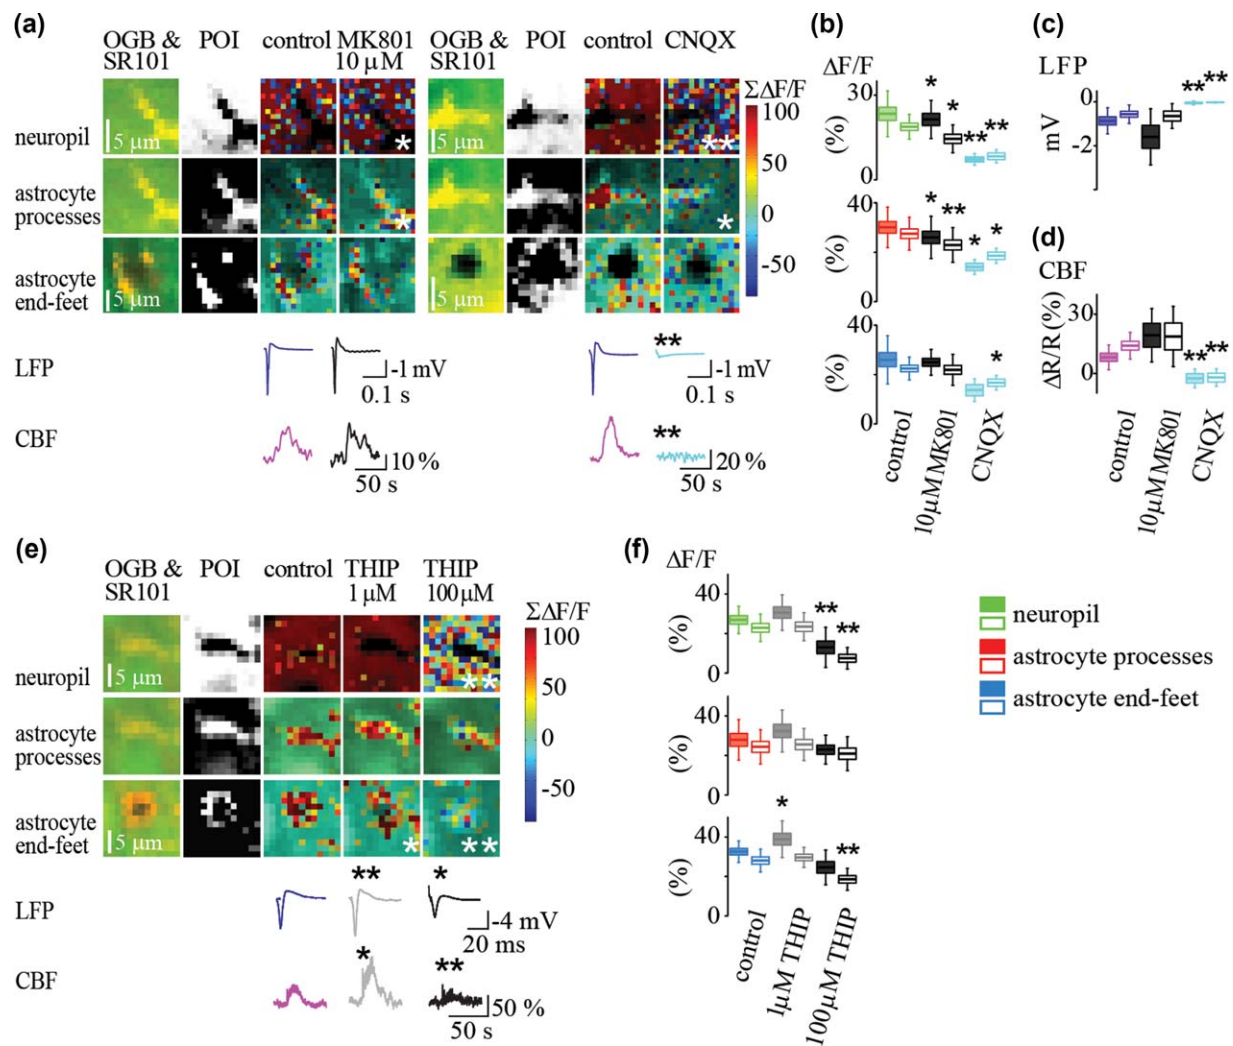 (a)
OGB & SR101 POI control MK801 10 μM OGB & SR101 POI control CNQX
ΣΔF/F
neuropil
5 μm * 5 μm **
astrocyte processes
5 μm * 5 μm *
astrocyte end-feet
5 μm 5 μm
100
50
0
-50
LFP
**
-1 mV
0.1 s
-1 mV
0.1 s
CBF
**
10 %
50 s
20 %
50 s
(b)
ΔF/F
30
(%)
0
* * ** **
40
(%)
0
* ** * *
40
(%)
0
*
control 10μM MK801 CNQX
(c)
LFP
0
mV
-2
** **
(d)
CBF
ΔR/R (%)
30
0
** **
control 10μM MK801 CNQX
(e)
OGB & SR101 POI control THIP 1 μM THIP 100 μM
ΣΔF/F
neuropil
5 μm **
astrocyte processes
astrocyte end-feet
5 μm * **
100
50
0
-50
LFP
** *
-4 mV
20 ms
CBF
* **
50 %
50 s
(f)
ΔF/F
40
(%)
0
** **
40
(%)
0
40
(%)
0
* **
control 1μM THIP 100μM THIP
neuropil
astrocyte processes
astrocyte end-feet